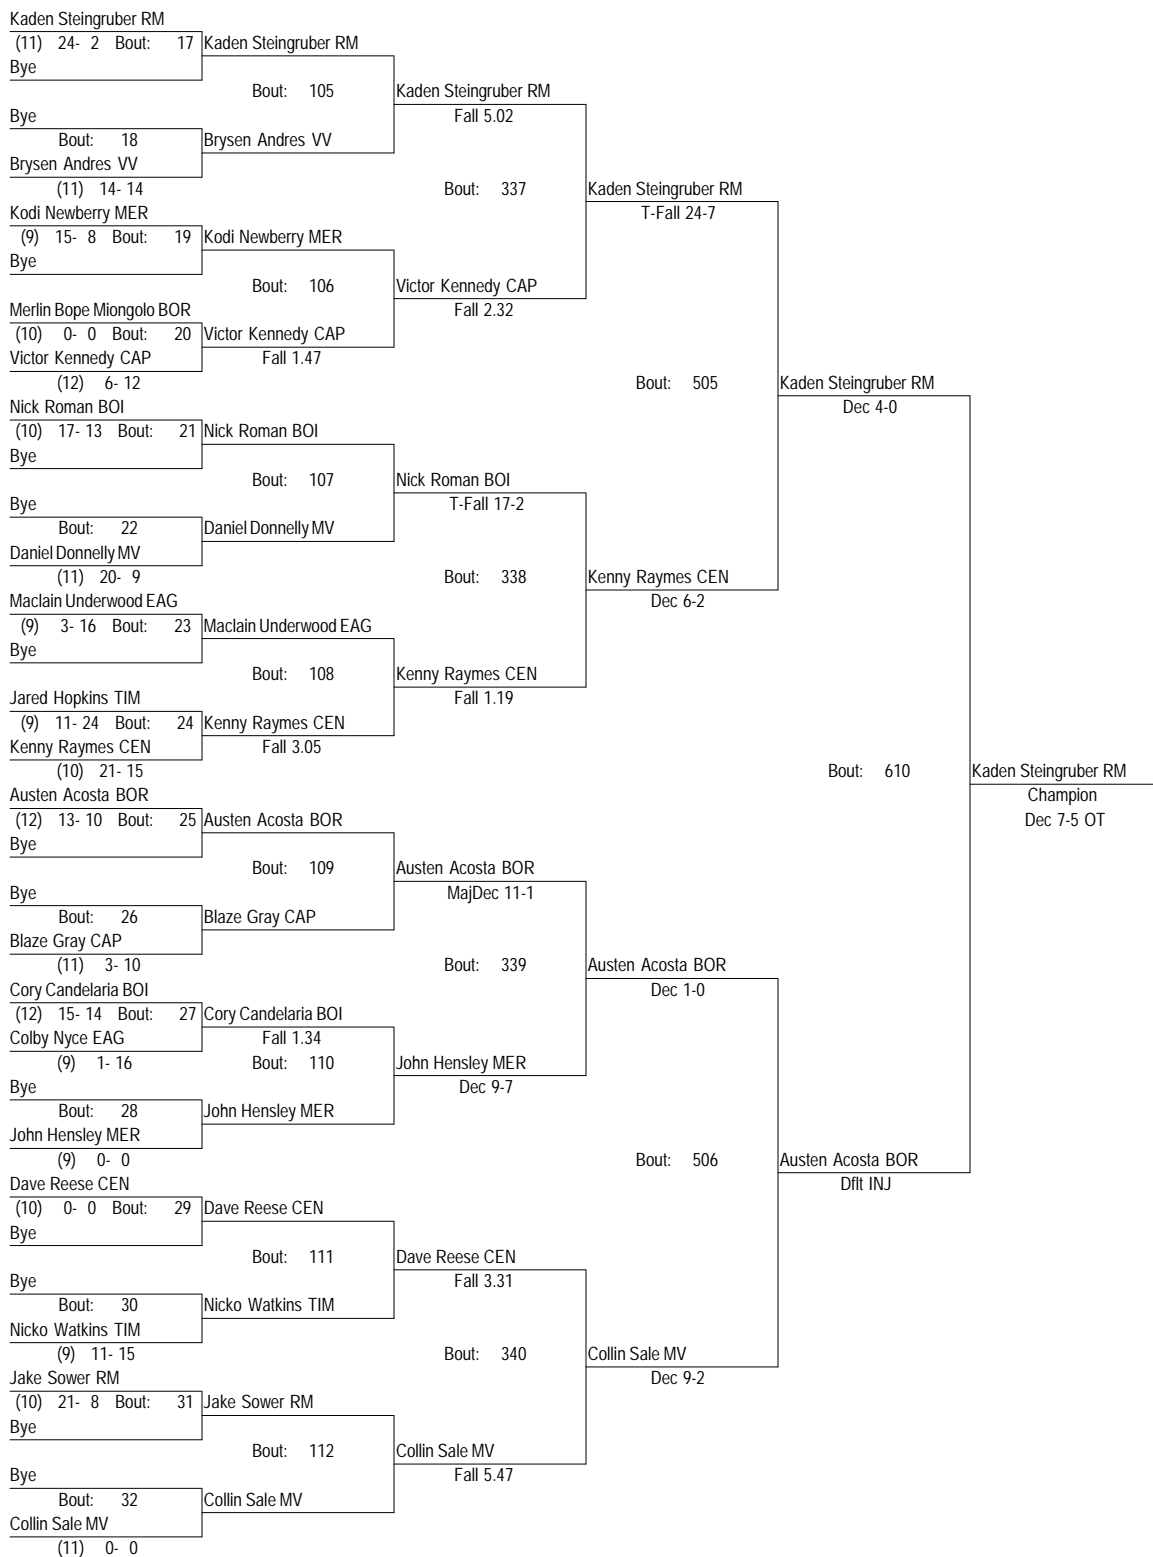 Kaden Steingruber RM
(11) 24- 2 Bout: 17 Kaden Steingruber RM
Bye
Bout: 105 Kaden Steingruber RM
Bye Fall 5.02
Bout: 18 Brysen Andres VV
Brysen Andres VV
(11) 14- 14 Bout: 337 Kaden Steingruber RM
Kodi Newberry MER T-Fall 24-7
(9) 15- 8 Bout: 19 Kodi Newberry MER
Bye
Bout: 106 Victor Kennedy CAP
Merlin Bope Miongolo BOR Fall 2.32
(10) 0- 0 Bout: 20 Victor Kennedy CAP
Victor Kennedy CAP Fall 1.47
(12) 6- 12 Bout: 505 Kaden Steingruber RM
Nick Roman BOI Dec 4-0
(10) 17- 13 Bout: 21 Nick Roman BOI
Bye
Bout: 107 Nick Roman BOI
Bye T-Fall 17-2
Bout: 22 Daniel Donnelly MV
Daniel Donnelly MV
(11) 20- 9 Bout: 338 Kenny Raymes CEN
Maclain Underwood EAG Dec 6-2
(9) 3- 16 Bout: 23 Maclain Underwood EAG
Bye
Bout: 108 Kenny Raymes CEN
Jared Hopkins TIM Fall 1.19
(9) 11- 24 Bout: 24 Kenny Raymes CEN
Kenny Raymes CEN Fall 3.05
(10) 21- 15 Bout: 610 Kaden Steingruber RM
Austen Acosta BOR Champion
(12) 13- 10 Bout: 25 Austen Acosta BOR Dec 7-5 OT
Bye
Bout: 109 Austen Acosta BOR
Bye MajDec 11-1
Bout: 26 Blaze Gray CAP
Blaze Gray CAP
(11) 3- 10 Bout: 339 Austen Acosta BOR
Cory Candelaria BOI Dec 1-0
(12) 15- 14 Bout: 27 Cory Candelaria BOI
Colby Nyce EAG Fall 1.34
(9) 1- 16 Bout: 110 John Hensley MER
Bye Dec 9-7
Bout: 28 John Hensley MER
John Hensley MER
(9) 0- 0 Bout: 506 Austen Acosta BOR
Dave Reese CEN Dflt INJ
(10) 0- 0 Bout: 29 Dave Reese CEN
Bye
Bout: 111 Dave Reese CEN
Bye Fall 3.31
Bout: 30 Nicko Watkins TIM
Nicko Watkins TIM
(9) 11- 15 Bout: 340 Collin Sale MV
Jake Sower RM Dec 9-2
(10) 21- 8 Bout: 31 Jake Sower RM
Bye
Bout: 112 Collin Sale MV
Bye Fall 5.47
Bout: 32 Collin Sale MV
Collin Sale MV
(11) 0- 0